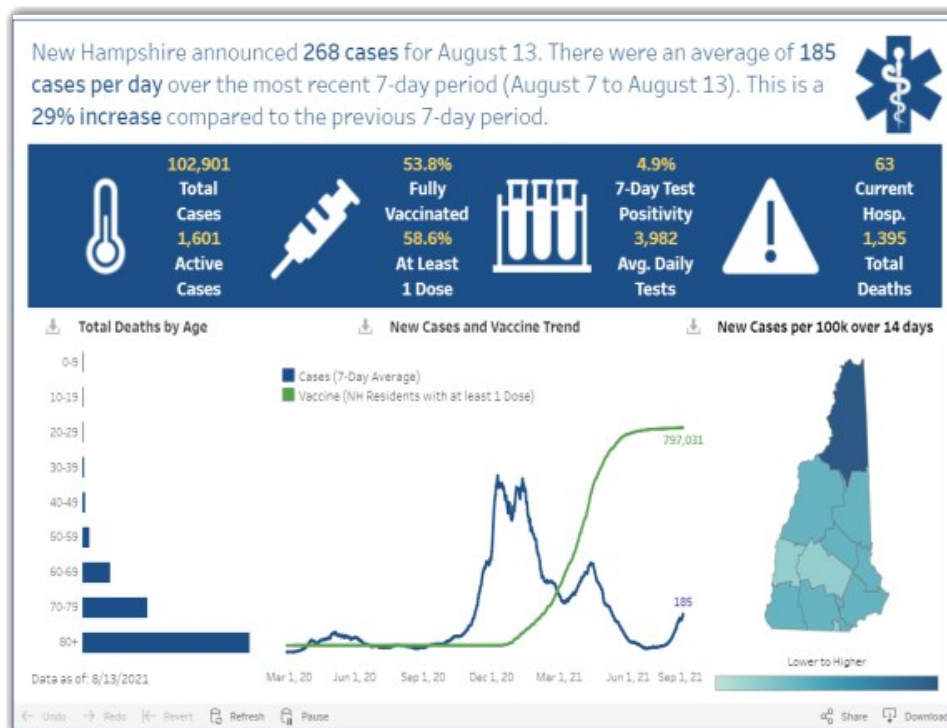 New Hampshire announced 268 cases for August 13. There were an average of 185
cases per day over the most recent 7-day period (August 7 to August 13). This is a
29% increase compared to the previous 7-day period.
102,901
Total
Cases
1,601
Active
Cases
53.8%
Fully
Vaccinated
58.6%
At Least
1 Dose
4.9%
7-Day Test
Positivity
3,982
Avg. Daily
Tests
63
Current
Hosp.
1,395
Total
Deaths
Total Deaths by Age
0-9
10-19
20-29
30-39
40-49
50-59
60-69
70-79
80+
Data as of: 8/13/2021
New Cases and Vaccine Trend
Cases (7-Day Average)
Vaccine (NH Residents with at least 1 Dose)
797,031
185
Mar 1, 20 Jun 1, 20 Sep 1, 20 Dec 1, 20 Mar 1, 21 Jun 1, 21 Sep 1, 21
New Cases per 100k over 14 days
Lower to Higher
Undo Redo Revert Refresh Pause Share Download